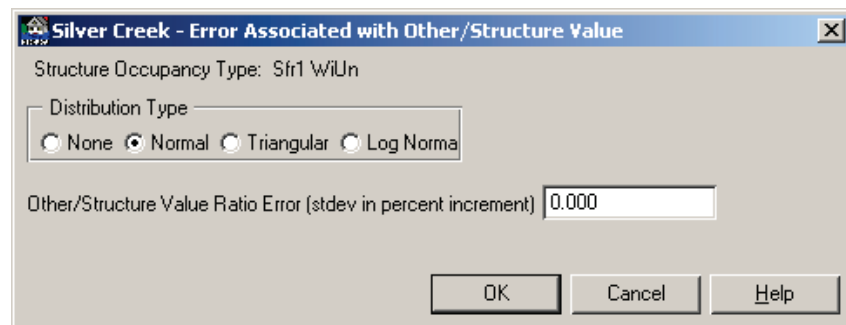 Silver Creek - Error Associated with Other/Structure Value
Structure Occupancy Type: Sfr1 WiUn
Distribution Type
None Normal Triangular Log Norma
Other/Structure Value Ratio Error (stdev in percent increment) 0.000
OK Cancel Help